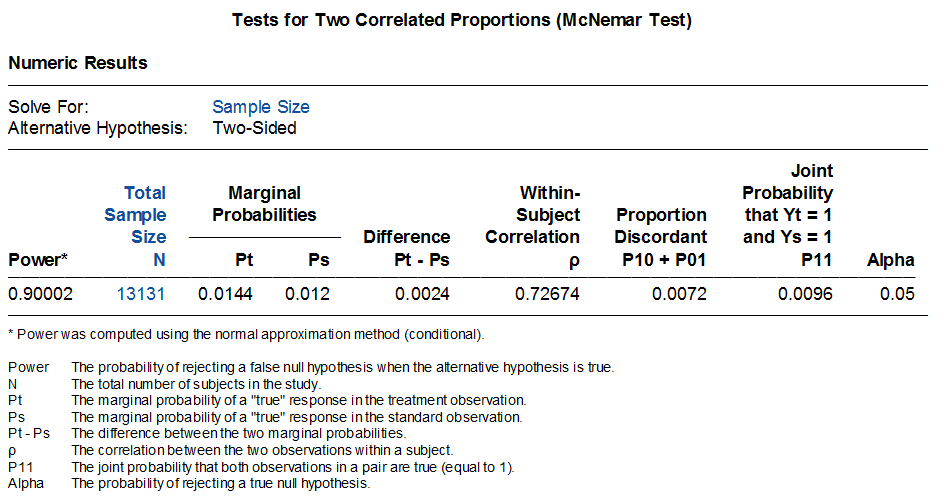 Tests for Two Correlated Proportions (McNemar Test)
Numeric Results
Solve For: Sample Size
Alternative Hypothesis: Two-Sided
Joint
Total Marginal Within- Probability
Sample Probabilities Subject Proportion that Yt = 1
Size Difference Correlation Discordant and Ys = 1
Power* N Pt Ps Pt - Ps ρ P10 + P01 P11 Alpha
0.90002 13131 0.0144 0.012 0.0024 0.72674 0.0072 0.0096 0.05
* Power was computed using the normal approximation method (conditional).
Power The probability of rejecting a false null hypothesis when the alternative hypothesis is true.
N The total number of subjects in the study.
Pt The marginal probability of a "true" response in the treatment observation.
Ps The marginal probability of a "true" response in the standard observation.
Pt - Ps The difference between the two marginal probabilities.
ρ The correlation between the two observations within a subject.
P11 The joint probability that both observations in a pair are true (equal to 1).
Alpha The probability of rejecting a true null hypothesis.